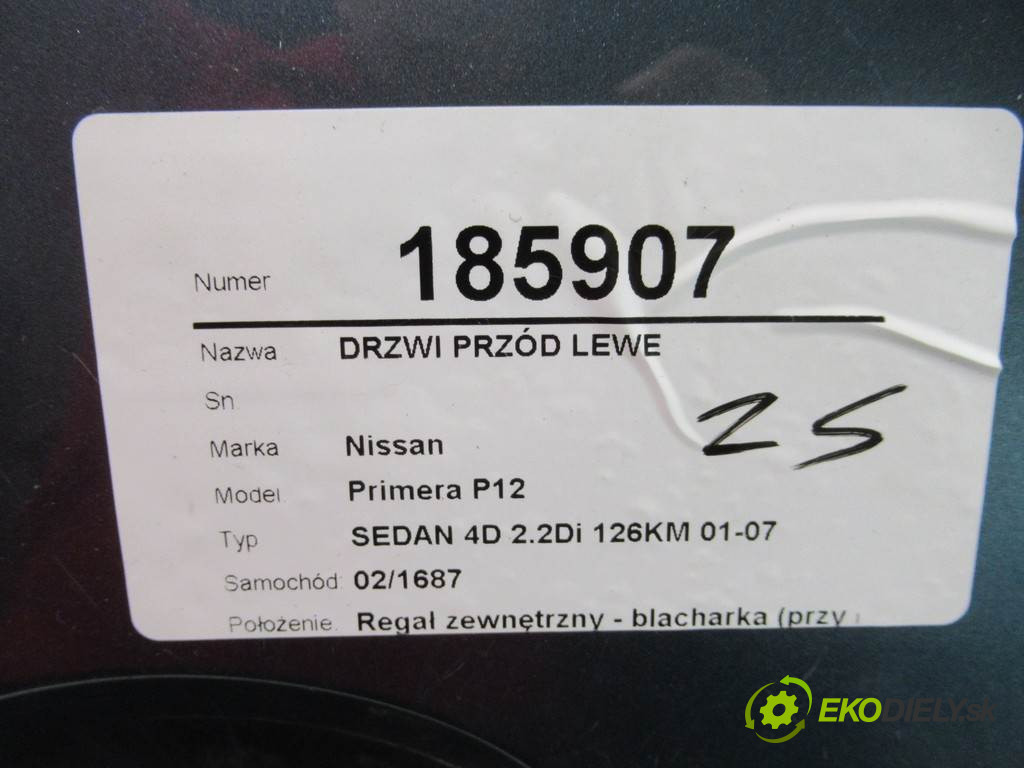 Numer 185907
Nazwa DRZWI PRZÓD LEWE
Sn
Marka Nissan
Model Primera P12
Typ SEDAN 4D 2.2Di 126KM 01-07
Samochód: 02/1687
Położenie: Regał zewnętrzny - blacharka (przy
25
EKODIELY.sk